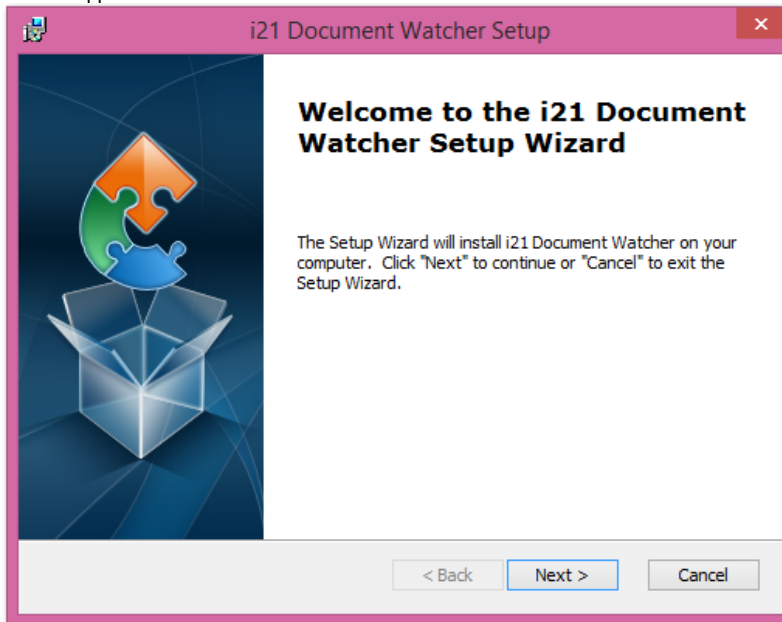 i21 Document Watcher Setup
Welcome to the i21 Document
Watcher Setup Wizard
The Setup Wizard will install i21 Document Watcher on your
computer. Click "Next" to continue or "Cancel" to exit the
Setup Wizard.
< Back Next > Cancel